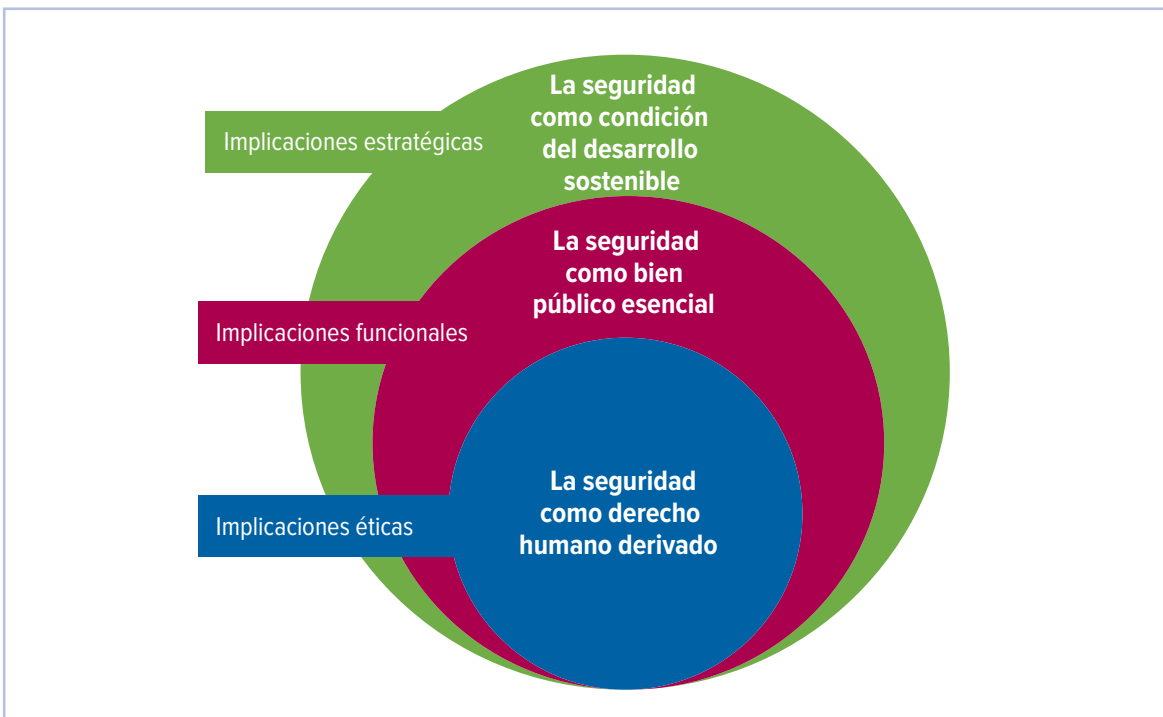 La seguridad
como condición
del desarrollo
sostenible
Implicaciones estratégicas
La seguridad
como bien
público esencial
Implicaciones funcionales
La seguridad
como derecho
humano derivado
Implicaciones éticas